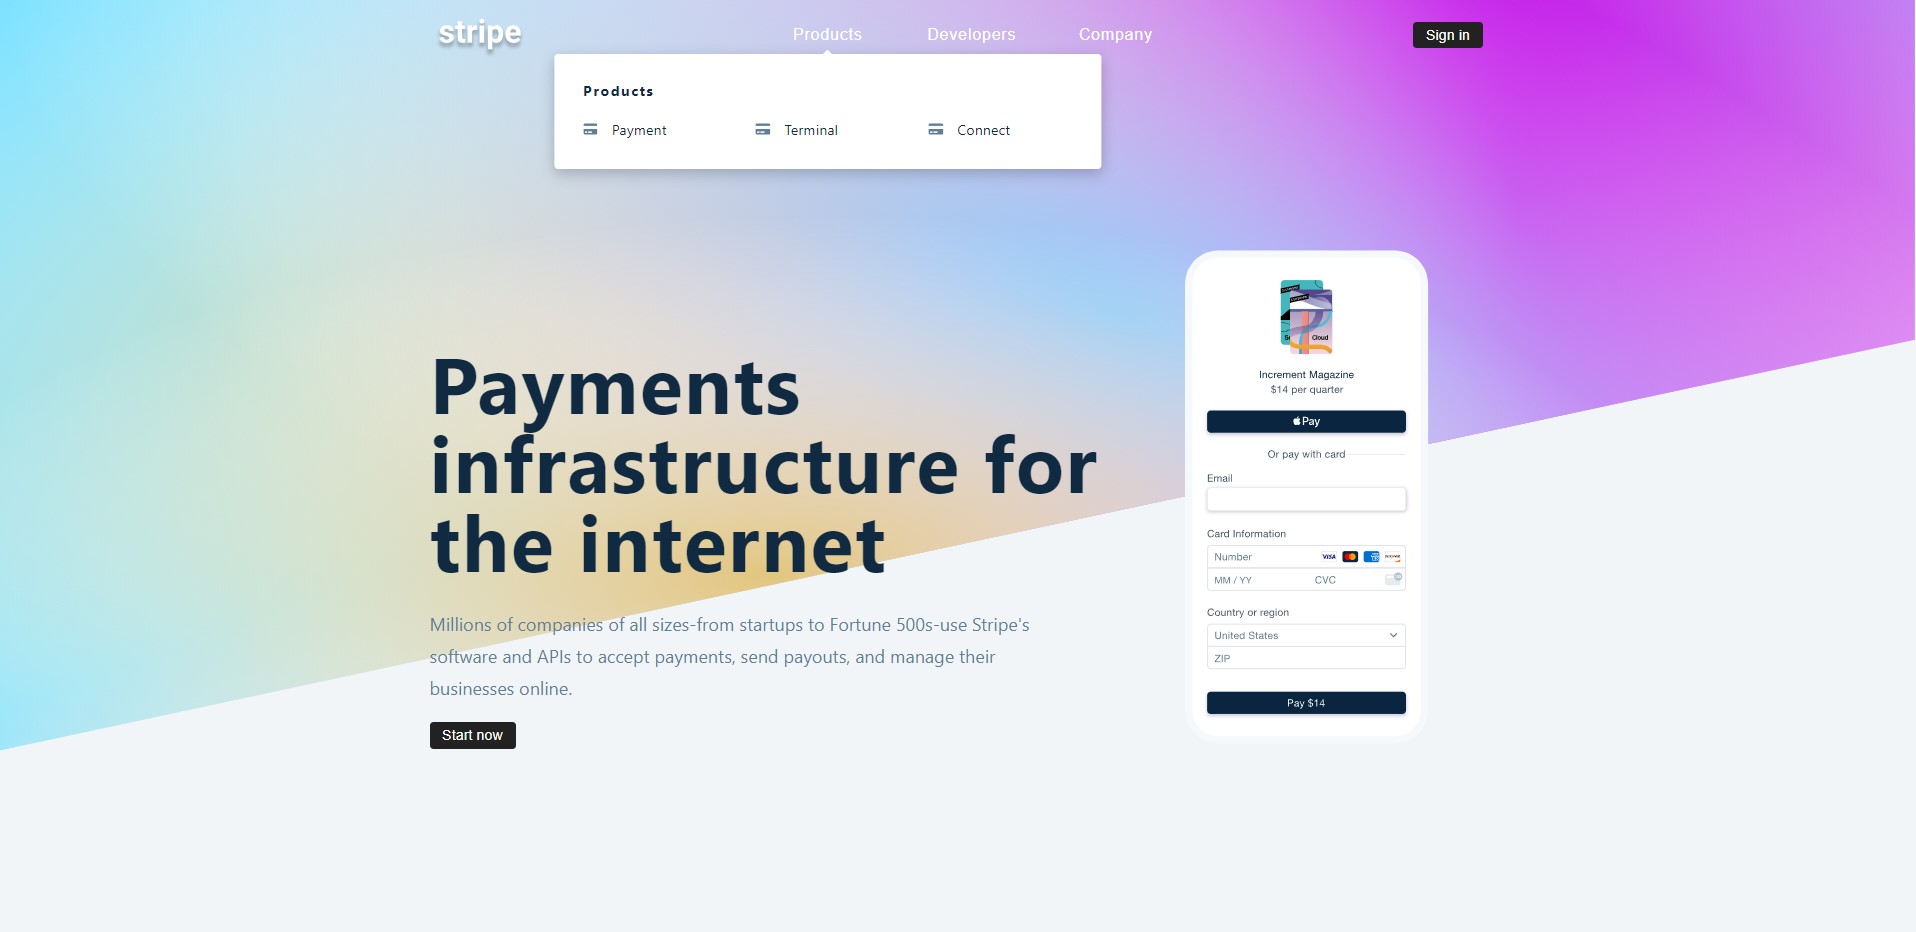 stripe
Products Developers Company
Sign in
Products
Payment Terminal Connect
Payments
infrastructure for
the internet
Millions of companies of all sizes-from startups to Fortune 500s-use Stripe's
software and APIs to accept payments, send payouts, and manage their
businesses online.
Start now
Cloud
Increment Magazine
$14 per quarter
Pay
Or pay with card
Email
Card Information
Number VISA
MM / YY CVC
Country or region
United States
ZIP
Pay $14